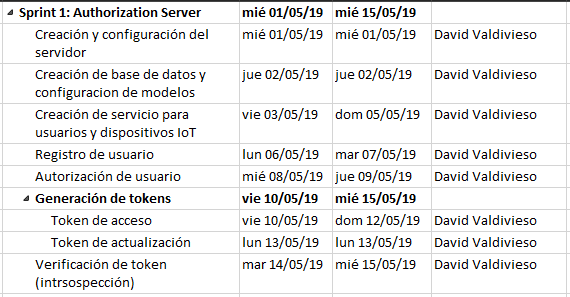 Sprint 1: Authorization Server mié 01/05/19 mié 15/05/19
Creación y configuración del mié 01/05/19 mié 01/05/19 David Valdivieso
servidor
Creación de base de datos y jue 02/05/19 jue 02/05/19 David Valdivieso
configuracion de modelos
Creación de servicio para vie 03/05/19 dom 05/05/19 David Valdivieso
usuarios y dispositivos IoT
Registro de usuario lun 06/05/19 mar 07/05/19 David Valdivieso
Autorización de usuario mié 08/05/19 jue 09/05/19 David Valdivieso
Generación de tokens vie 10/05/19 mié 15/05/19
Token de acceso vie 10/05/19 dom 12/05/19 David Valdivieso
Token de actualización lun 13/05/19 lun 13/05/19 David Valdivieso
Verificación de token mar 14/05/19 mié 15/05/19 David Valdivieso
(intrsospección)